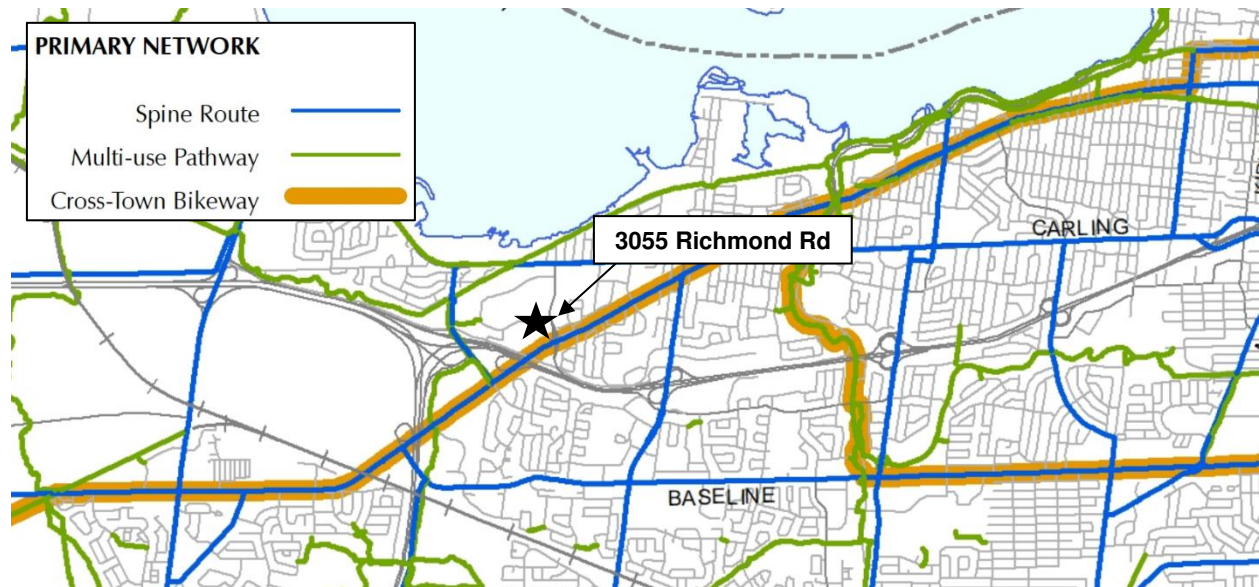 PRIMARY NETWORK
Spine Route
Multi-use Pathway
Cross-Town Bikeway
3055 Richmond Rd
CARLING
BASELINE